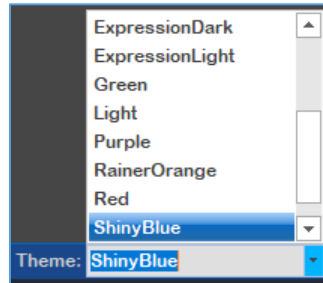 ExpressionDark
ExpressionLight
Green
Light
Purple
RainerOrange
Red
ShinyBlue
Theme: ShinyBlue